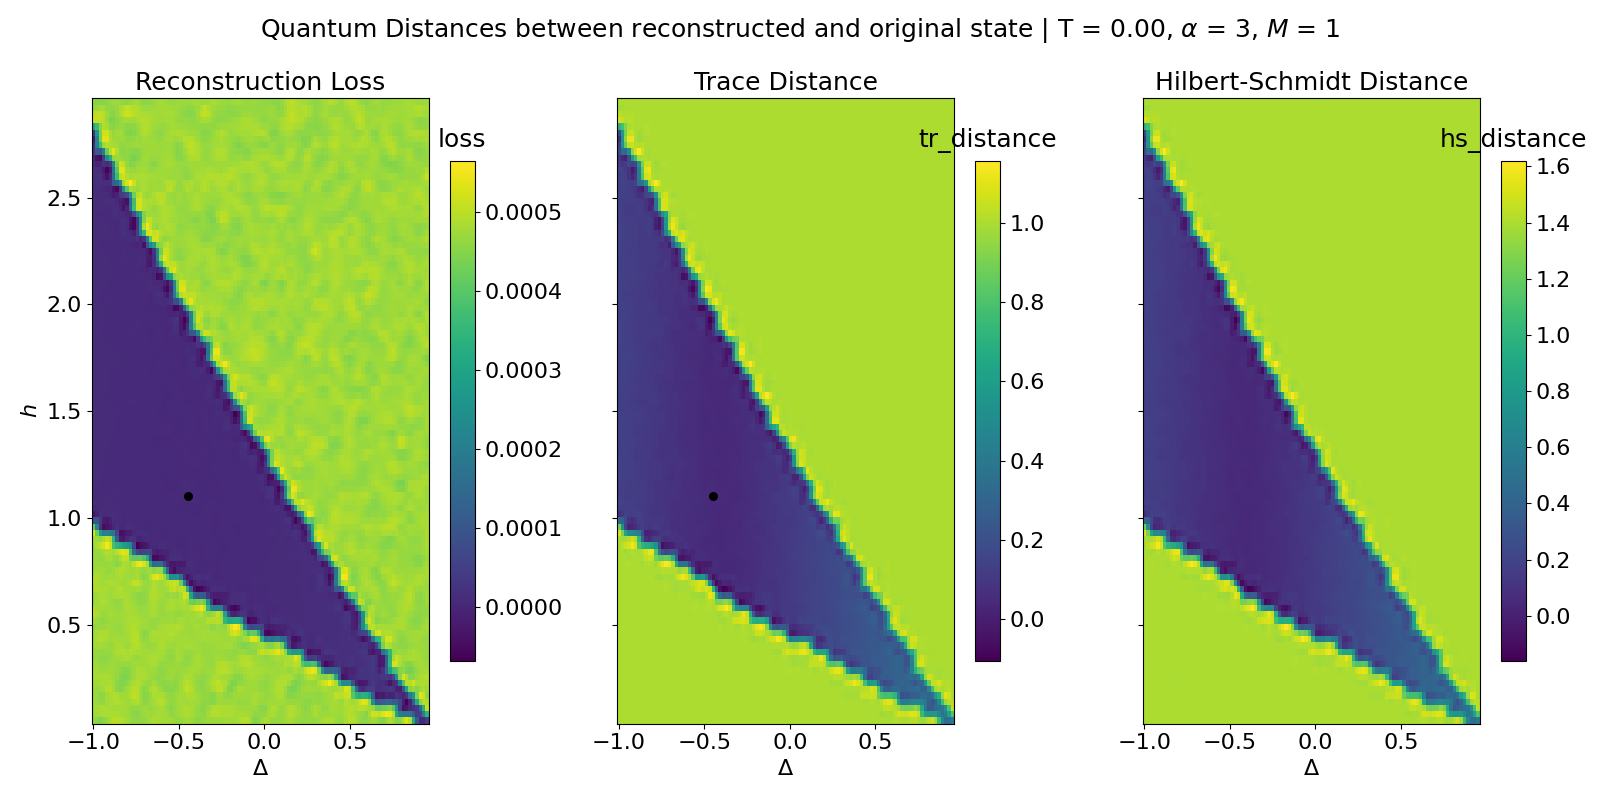 Quantum Distances between reconstructed and original state | T = 0.00, α = 3, M = 1
Reconstruction Loss
Trace Distance
Hilbert-Schmidt Distance
loss
tr_distance
hs_distance
h
2.5
2.0
1.5
1.0
0.5
0.0005
0.0004
0.0003
0.0002
0.0001
0.0000
1.0
0.8
0.6
0.4
0.2
0.0
1.6
1.4
1.2
1.0
0.8
0.6
0.4
0.2
0.0
−1.0 −0.5 0.0 0.5
−1.0 −0.5 0.0 0.5
−1.0 −0.5 0.0 0.5
Δ
Δ
Δ